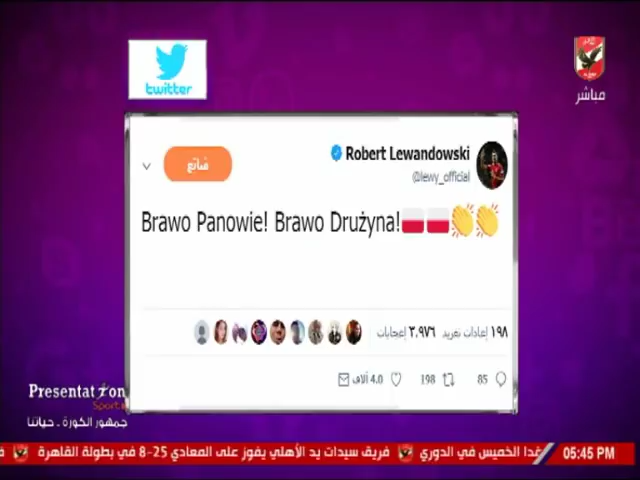 twitter
مباشر
Robert Lewandowski
@lewy_official
Brawo Panowie! Brawo Drużyna!🇵🇱🇵🇱👏👏
١٩٨ إعادات تغريد ٣,٩٧٦ إعجابات
85 198 4.0 آلاف
Presentation
Sports
جمهور الكورة - حياتنا
غدا الخميس في الدوري فريق سيدات يد الأهلي يفوز على المعادي 25-8 في بطولة القاهرة
05:45 PM